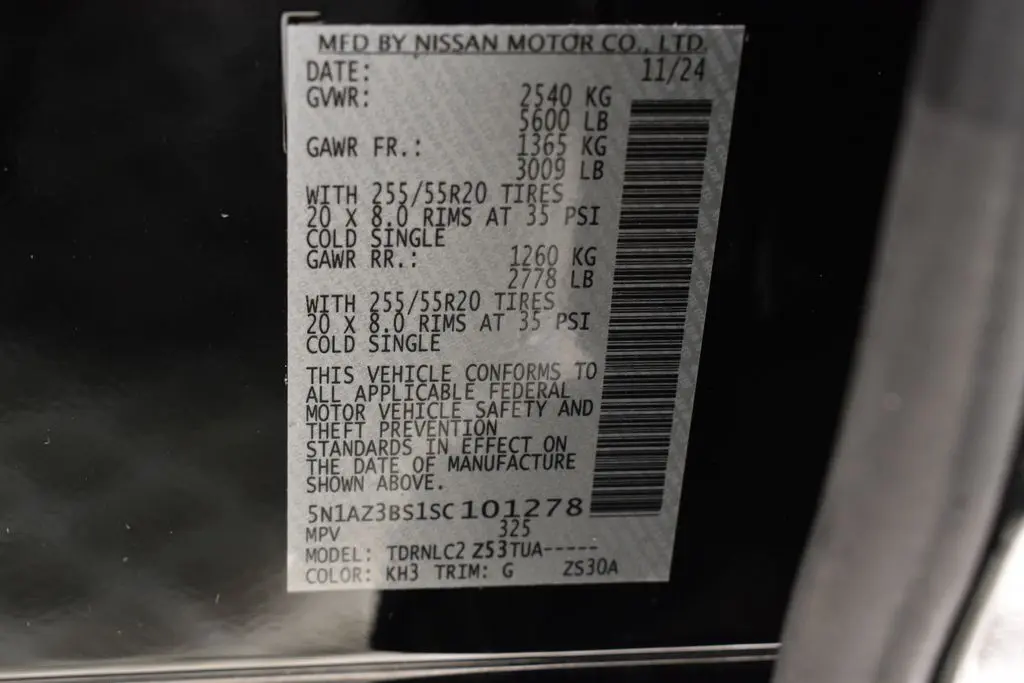 MFD BY NISSAN MOTOR CO., LTD.
DATE: 11/24
GVWR: 2540 KG
5600 LB
GAWR FR.: 1365 KG
3009 LB
WITH 255/55R20 TIRES
20 X 8.0 RIMS AT 35 PSI
COLD SINGLE
GAWR RR.: 1260 KG
2778 LB
WITH 255/55R20 TIRES
20 X 8.0 RIMS AT 35 PSI
COLD SINGLE
THIS VEHICLE CONFORMS TO
ALL APPLICABLE FEDERAL
MOTOR VEHICLE SAFETY AND
THEFT PREVENTION
STANDARDS IN EFFECT ON
THE DATE OF MANUFACTURE
SHOWN ABOVE.
5N1AZ3BS1SC101278
MPV 325
MODEL: TDRNLC2 Z53TUA-----
COLOR: KH3 TRIM: G ZS30A